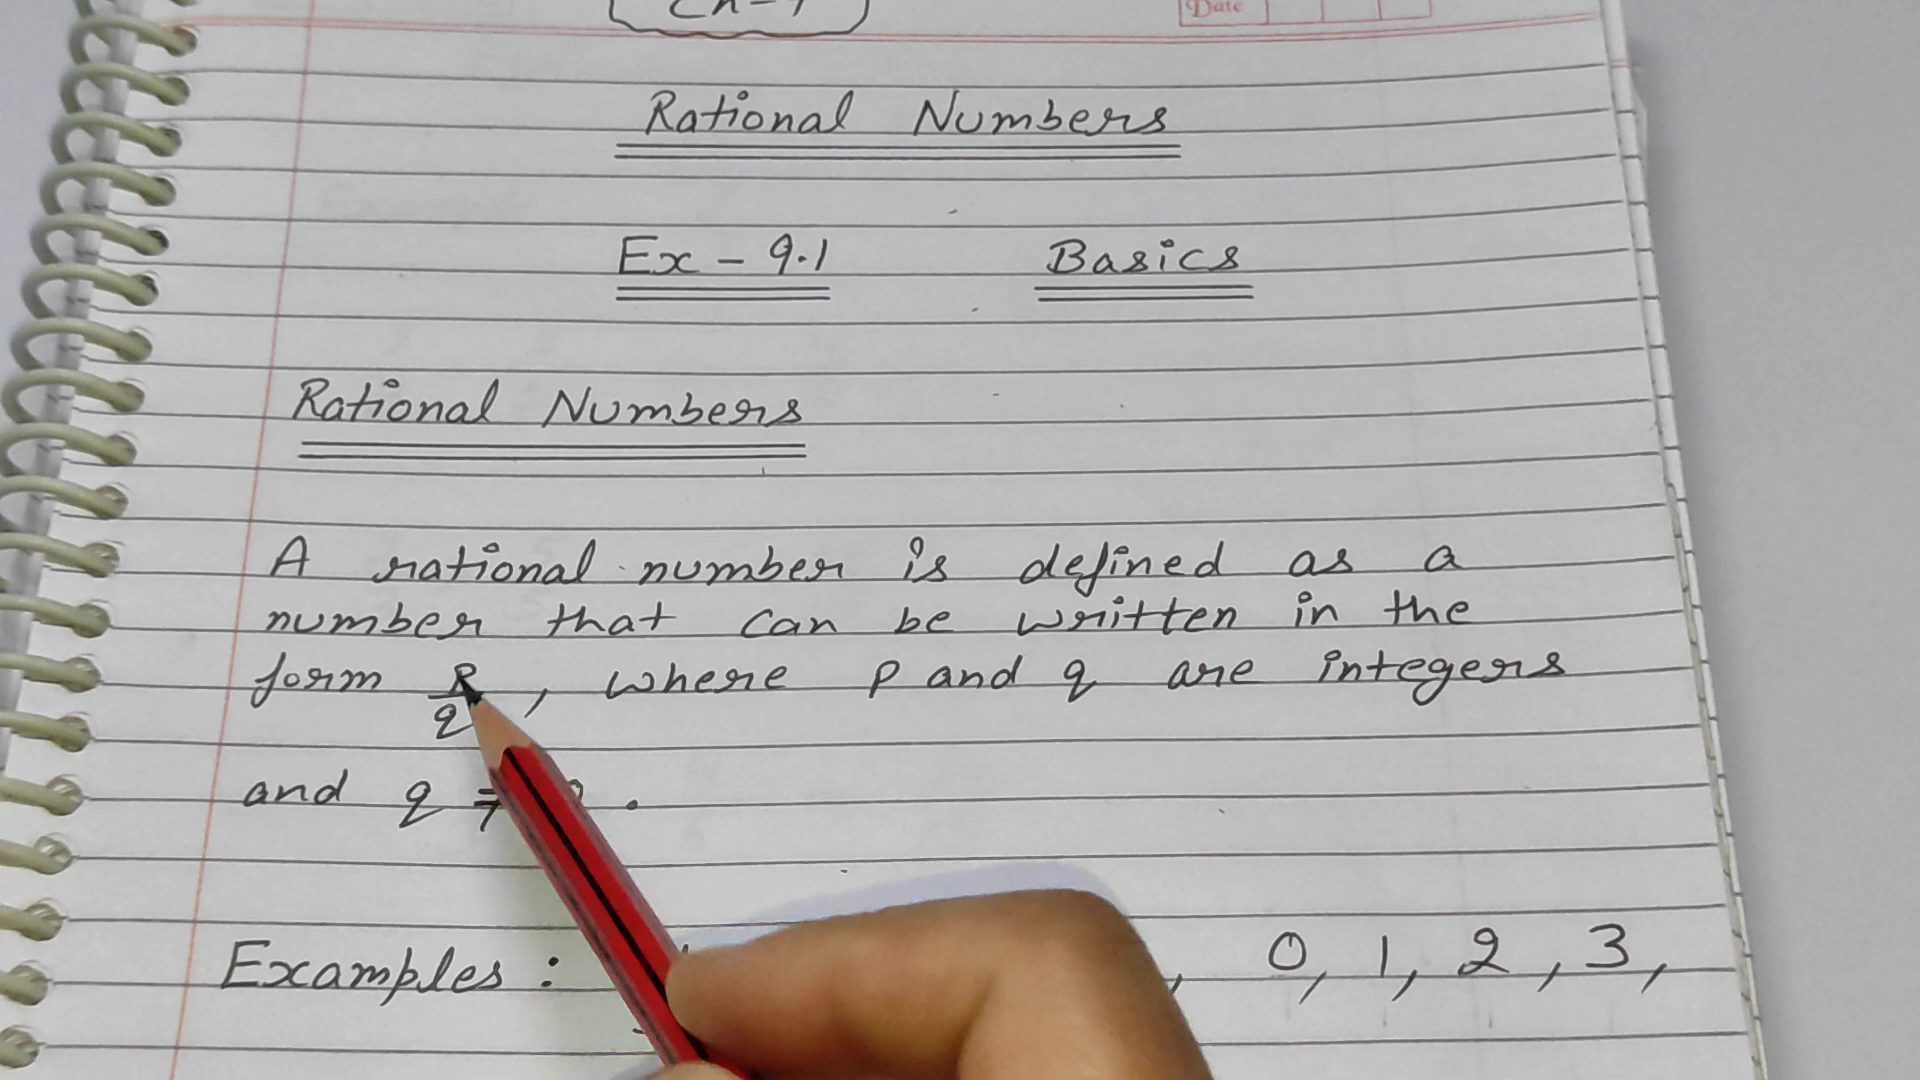 Date
Rational Numbers
Ex - 9.1 Basics
Rational Numbers
A rational number is defined as a
number that can be written in the
form p/q, where p and q are integers
and q ≠ .
Examples : , 0, 1, 2, 3,